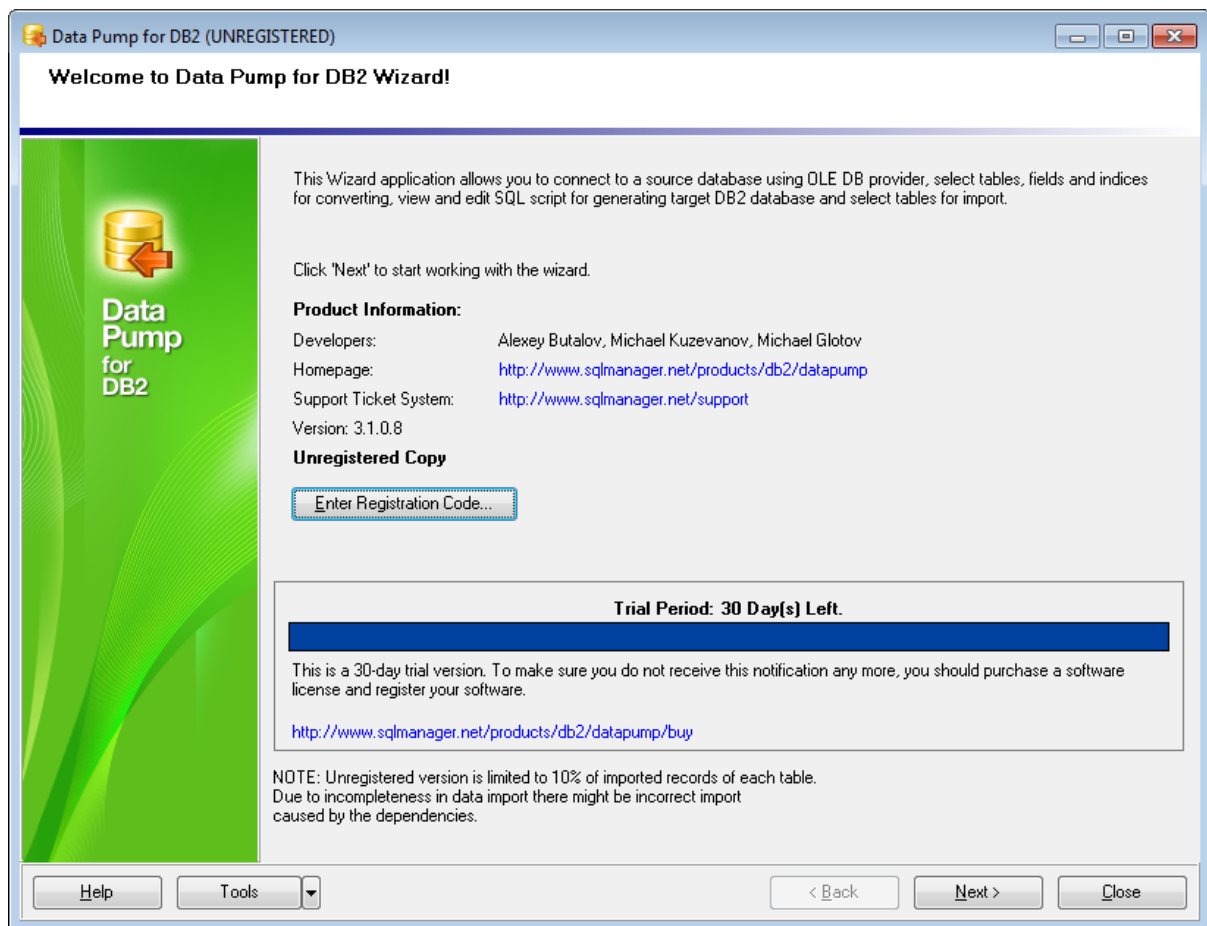 Data Pump for DB2 (UNREGISTERED)
Welcome to Data Pump for DB2 Wizard!
This Wizard application allows you to connect to a source database using OLE DB provider, select tables, fields and indices
for converting, view and edit SQL script for generating target DB2 database and select tables for import.
Click 'Next' to start working with the wizard.
Data
Pump
for
DB2
Product Information:
Developers: Alexey Butalov, Michael Kuzevanov, Michael Glotov
Homepage: http://www.sqlmanager.net/products/db2/datapump
Support Ticket System: http://www.sqlmanager.net/support
Version: 3.1.0.8
Unregistered Copy
Enter Registration Code...
Trial Period: 30 Day(s) Left.
This is a 30-day trial version. To make sure you do not receive this notification any more, you should purchase a software
license and register your software.
http://www.sqlmanager.net/products/db2/datapump/buy
NOTE: Unregistered version is limited to 10% of imported records of each table.
Due to incompleteness in data import there might be incorrect import
caused by the dependencies.
Help Tools < Back Next > Close